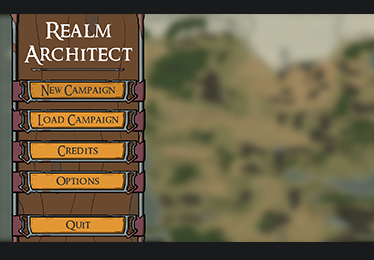 Realm
Architect
New Campaign
Load Campaign
Credits
Options
Quit